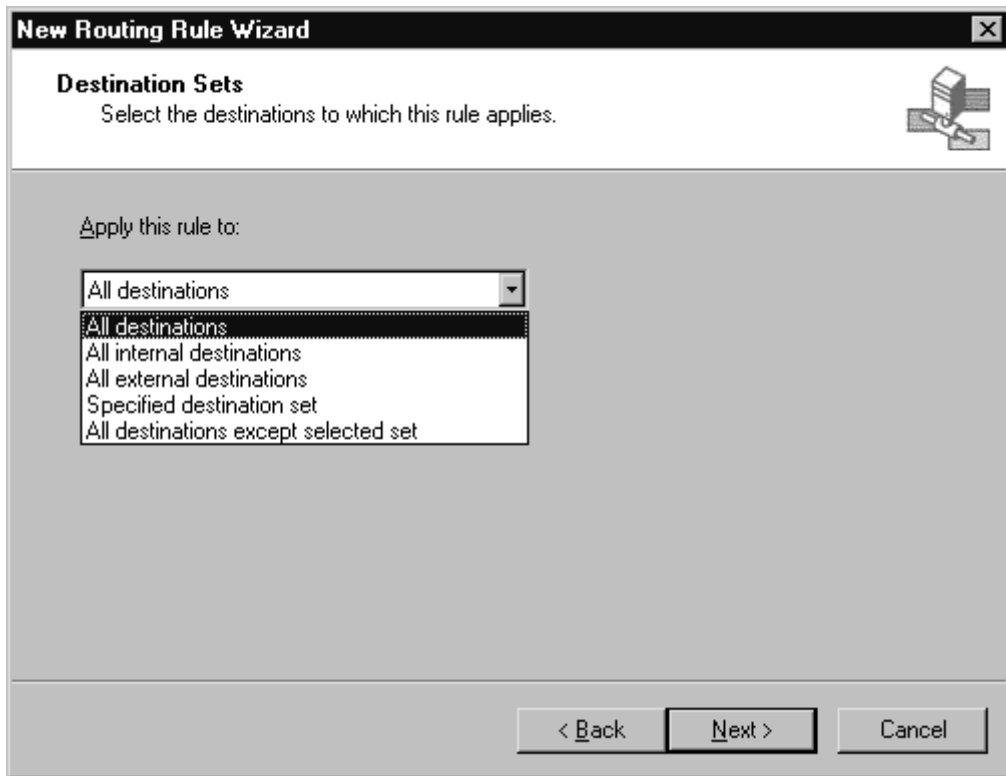 New Routing Rule Wizard
Destination Sets
Select the destinations to which this rule applies.
Apply this rule to:
All destinations
All destinations
All internal destinations
All external destinations
Specified destination set
All destinations except selected set
< Back
Next >
Cancel